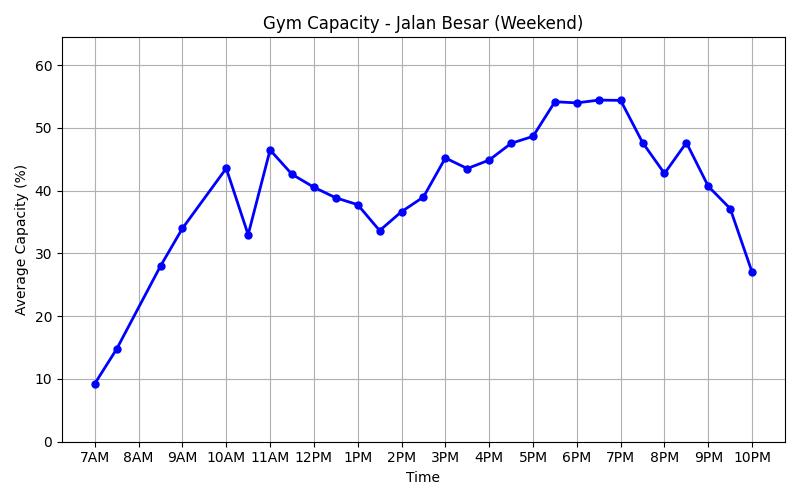 Gym Capacity - Jalan Besar (Weekend)
Average Capacity (%)
60
50
40
30
20
10
0
7AM 8AM 9AM 10AM 11AM 12PM 1PM 2PM 3PM 4PM 5PM 6PM 7PM 8PM 9PM 10PM
Time